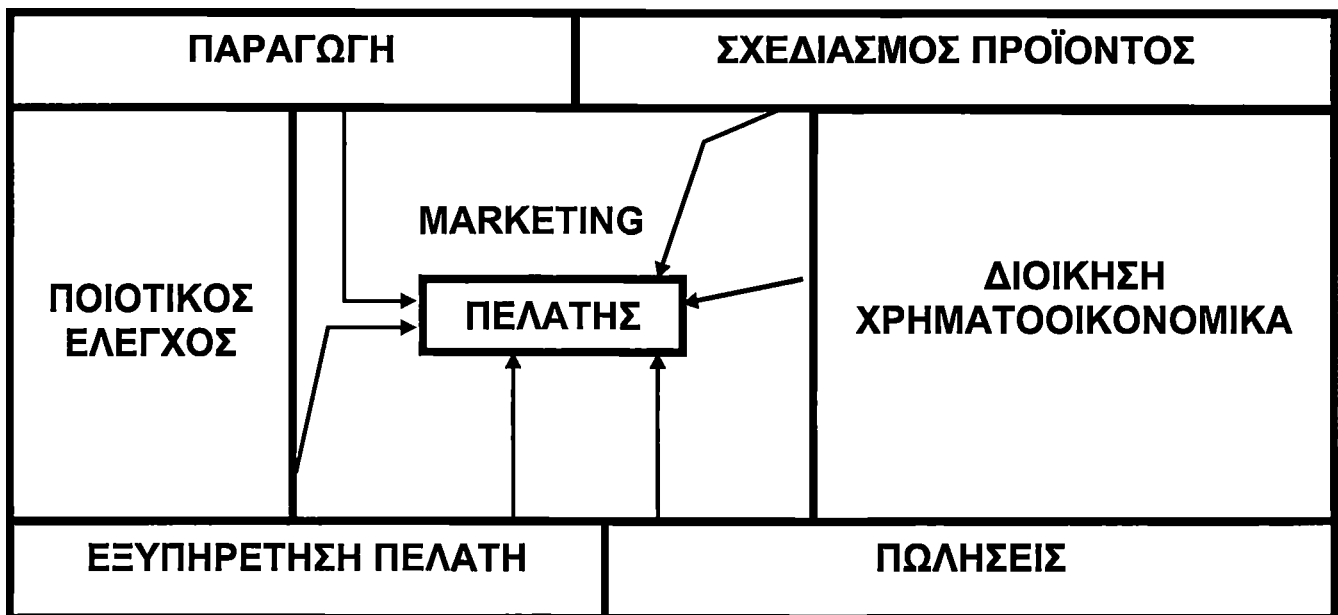 ΠΑΡΑΓΩΓΗ
ΣΧΕΔΙΑΣΜΟΣ ΠΡΟΪΟΝΤΟΣ
MARKETING
ΠΟΙΟΤΙΚΟΣ
ΕΛΕΓΧΟΣ
ΠΕΛΑΤΗΣ
ΔΙΟΙΚΗΣΗ
ΧΡΗΜΑΤΟΟΙΚΟΝΟΜΙΚΑ
ΕΞΥΠΗΡΕΤΗΣΗ ΠΕΛΑΤΗ
ΠΩΛΗΣΕΙΣ